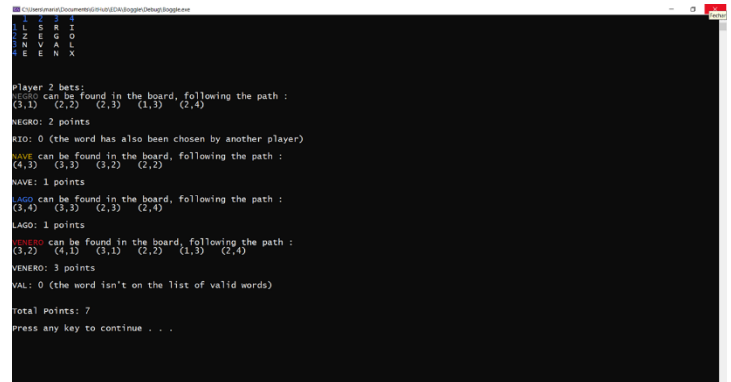 C:\Users\maria\Documents\GitHub\EDA\Boggle\Debug\Boggle.exe
Fechar
1 2 3 4
1 L S R I
2 Z E G O
3 N V A L
4 E E N X
Player 2 bets:
NEGRO can be found in the board, following the path :
(3,1) (2,2) (2,3) (1,3) (2,4)
NEGRO: 2 points
RIO: 0 (the word has also been chosen by another player)
NAVE can be found in the board, following the path :
(4,3) (3,3) (3,2) (2,2)
NAVE: 1 points
LAGO can be found in the board, following the path :
(3,4) (3,3) (2,3) (2,4)
LAGO: 1 points
VENERO can be found in the board, following the path :
(3,2) (4,1) (3,1) (2,2) (1,3) (2,4)
VENERO: 3 points
VAL: 0 (the word isn't on the list of valid words)
Total Points: 7
Press any key to continue . . .